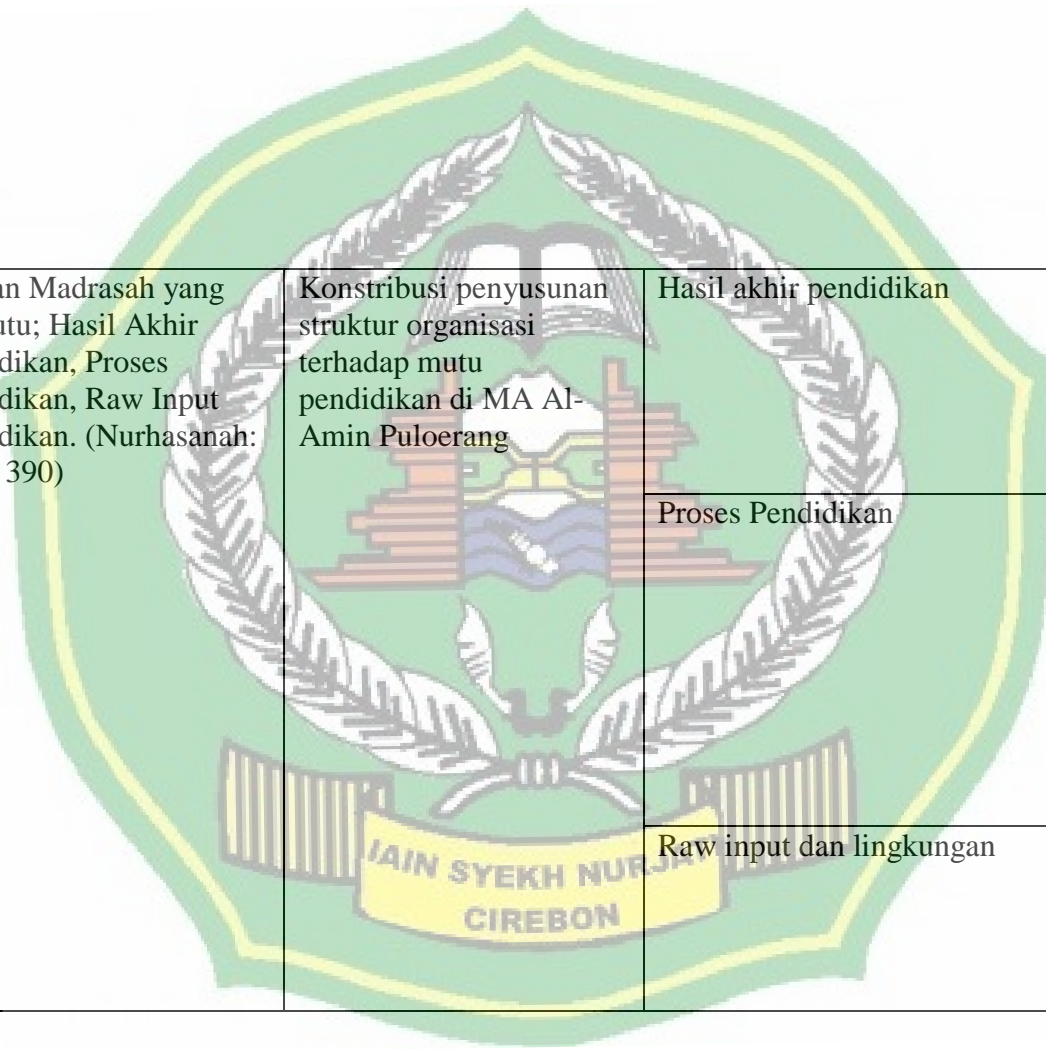 an Madrasah yang
utu; Hasil Akhir
dikan, Proses
dikan, Raw Input
dikan. (Nurhasanah:
390)
Konstribusi penyusunan
struktur organisasi
terhadap mutu
pendidikan di MA Al-
Amin Puloerang
Hasil akhir pendidikan
Proses Pendidikan
Raw input dan lingkungan
IAIN SYEKH NURJATI
CIREBON